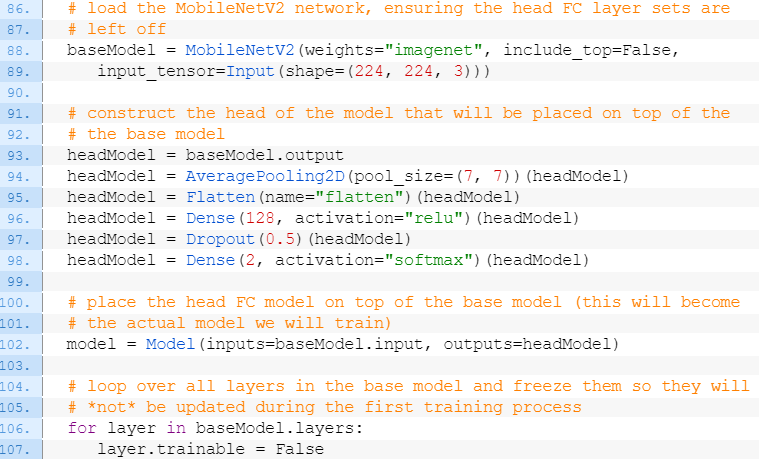 86. # load the MobileNetV2 network, ensuring the head FC layer sets are
87. # left off
88. baseModel = MobileNetV2(weights="imagenet", include_top=False,
89.    input_tensor=Input(shape=(224, 224, 3)))
90.
91. # construct the head of the model that will be placed on top of the
92. # the base model
93. headModel = baseModel.output
94. headModel = AveragePooling2D(pool_size=(7, 7))(headModel)
95. headModel = Flatten(name="flatten")(headModel)
96. headModel = Dense(128, activation="relu")(headModel)
97. headModel = Dropout(0.5)(headModel)
98. headModel = Dense(2, activation="softmax")(headModel)
99.
100. # place the head FC model on top of the base model (this will become
101. # the actual model we will train)
102. model = Model(inputs=baseModel.input, outputs=headModel)
103.
104. # loop over all layers in the base model and freeze them so they will
105. # *not* be updated during the first training process
106. for layer in baseModel.layers:
107.    layer.trainable = False